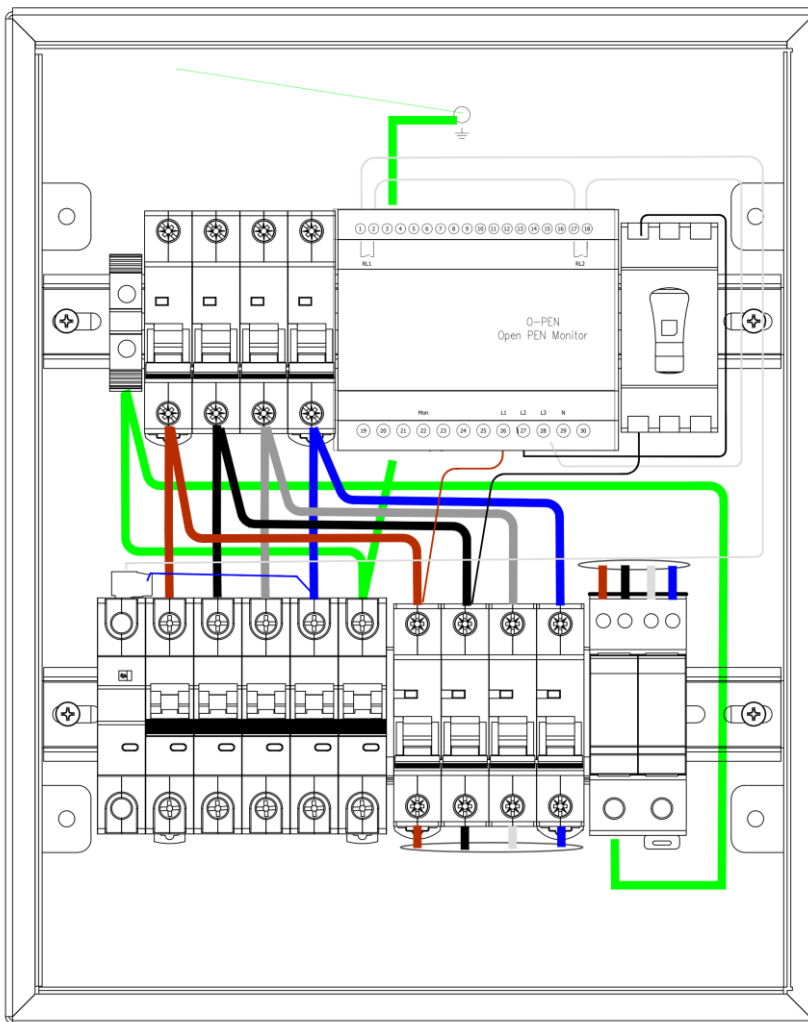 1 2 3 4 5 6 7 8 9 10 11 12 13 14 15 16 17 18
RL1 RL2
O-PEN
Open PEN Monitor
Mon L1 L2 L3 N
19 20 21 22 23 24 25 26 27 28 29 30